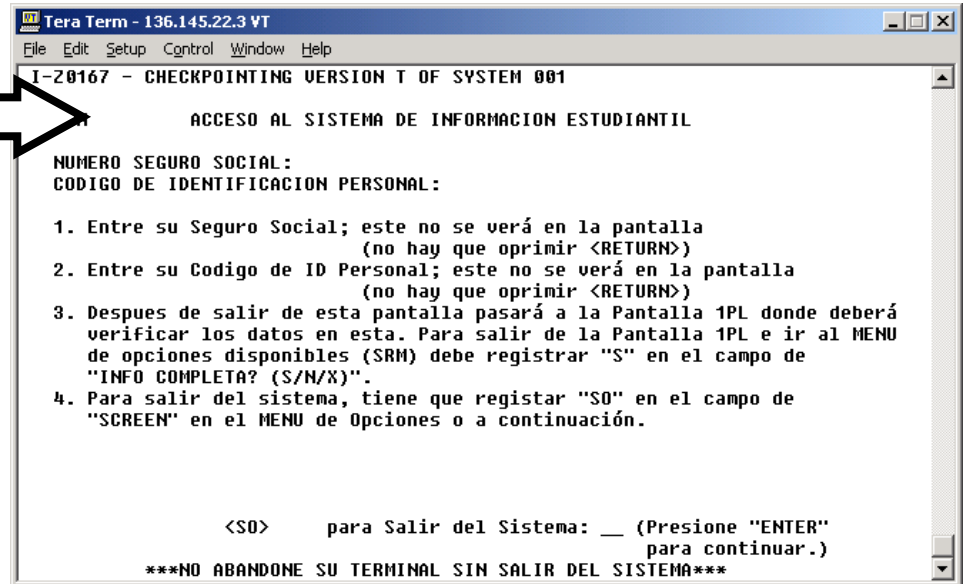 Tera Term - 136.145.22.3 VT
File Edit Setup Control Window Help
I-Z0167 - CHECKPOINTING VERSION T OF SYSTEM 001
ACCESO AL SISTEMA DE INFORMACION ESTUDIANTIL
NUMERO SEGURO SOCIAL:
CODIGO DE IDENTIFICACION PERSONAL:
1. Entre su Seguro Social; este no se verá en la pantalla
(no hay que oprimir <RETURN>)
2. Entre su Codigo de ID Personal; este no se verá en la pantalla
(no hay que oprimir <RETURN>)
3. Despues de salir de esta pantalla pasará a la Pantalla 1PL donde deberá
verificar los datos en esta. Para salir de la Pantalla 1PL e ir al MENU
de opciones disponibles (SRM) debe registrar "S" en el campo de
"INFO COMPLETA? (S/N/X)".
4. Para salir del sistema, tiene que registar "SO" en el campo de
"SCREEN" en el MENU de Opciones o a continuación.
<SO> para Salir del Sistema: __ (Presione "ENTER"
para continuar.)
***NO ABANDONE SU TERMINAL SIN SALIR DEL SISTEMA***